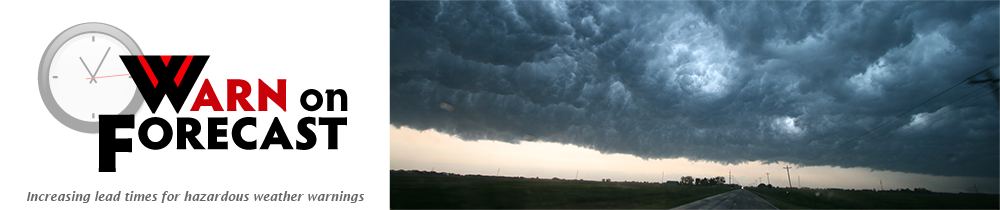 WARN on
FORECAST
Increasing lead times for hazardous weather warnings